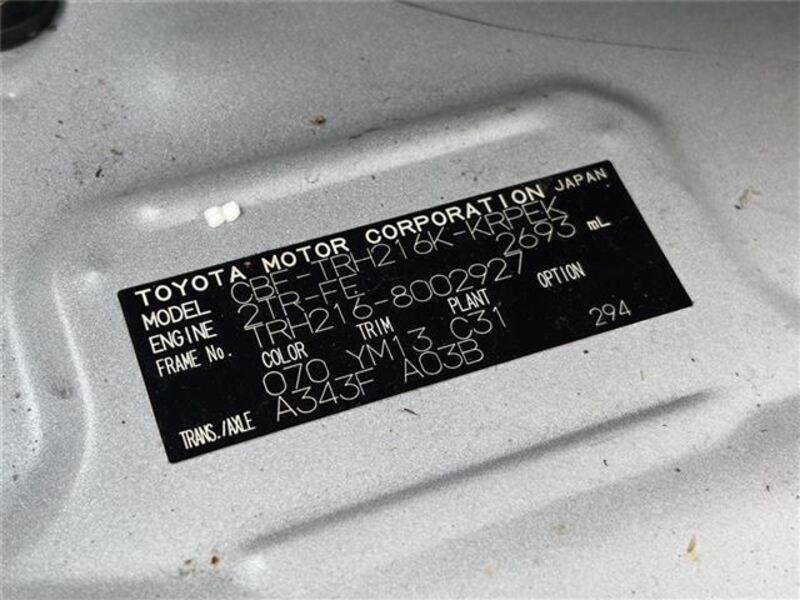 TOYOTA MOTOR CORPORATION JAPAN
MODEL CBF-TRH216K-KRPEK
ENGINE 2TR-FE 2693 mL
FRAME No. TRH216-8002927
COLOR TRIM PLANT OPTION
070 YM13 C31 294
TRANS./AXLE A343F A03B